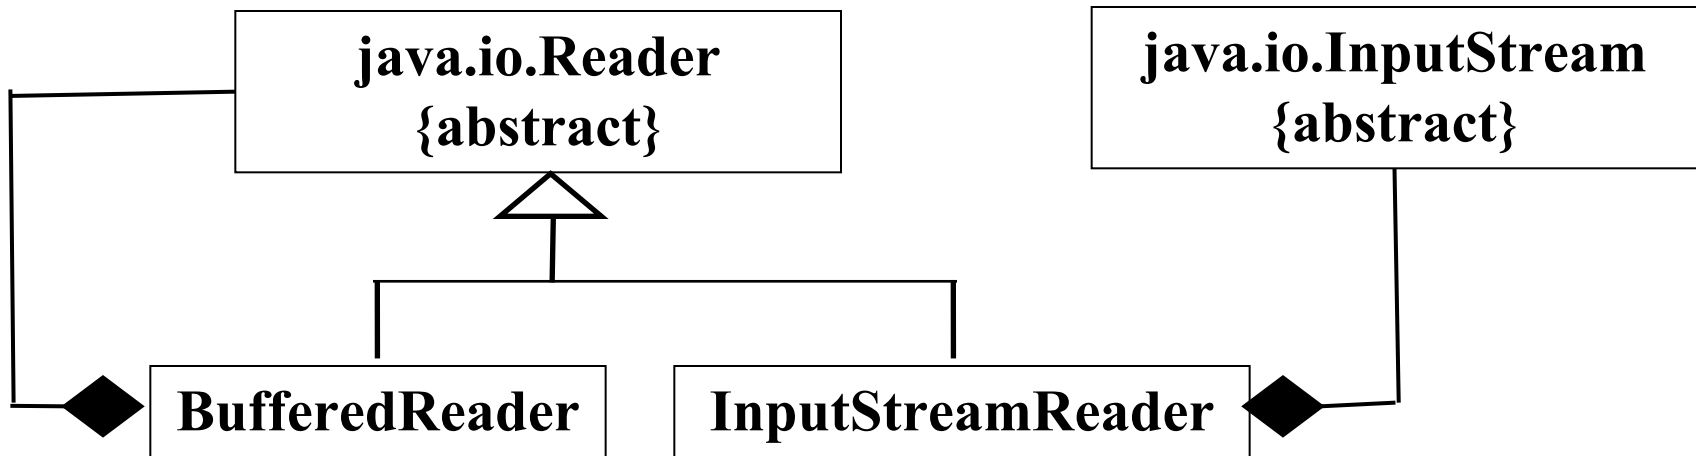 java.io.Reader
{abstract}
java.io.InputStream
{abstract}
BufferedReader
InputStreamReader